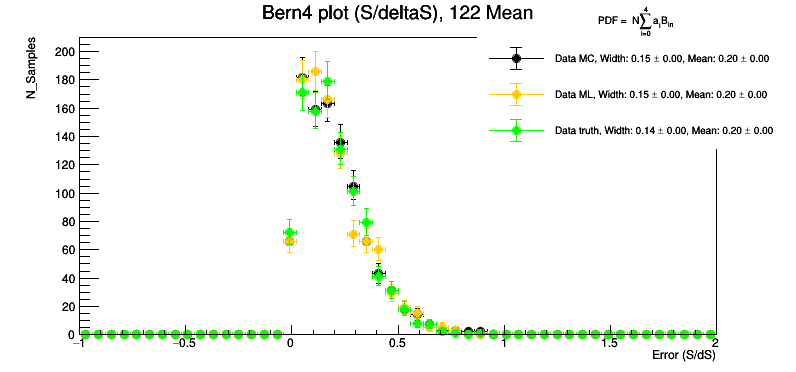 Bern4 plot (S/deltaS), 122 Mean
PDF = N∑ a_i B_in
4
i=0
N_Samples
Data MC, Width: 0.15 ± 0.00, Mean: 0.20 ± 0.00
Data ML, Width: 0.15 ± 0.00, Mean: 0.20 ± 0.00
Data truth, Width: 0.14 ± 0.00, Mean: 0.20 ± 0.00
200
180
160
140
120
100
80
60
40
20
0
−1 −0.5 0 0.5 1 1.5 2
Error (S/dS)